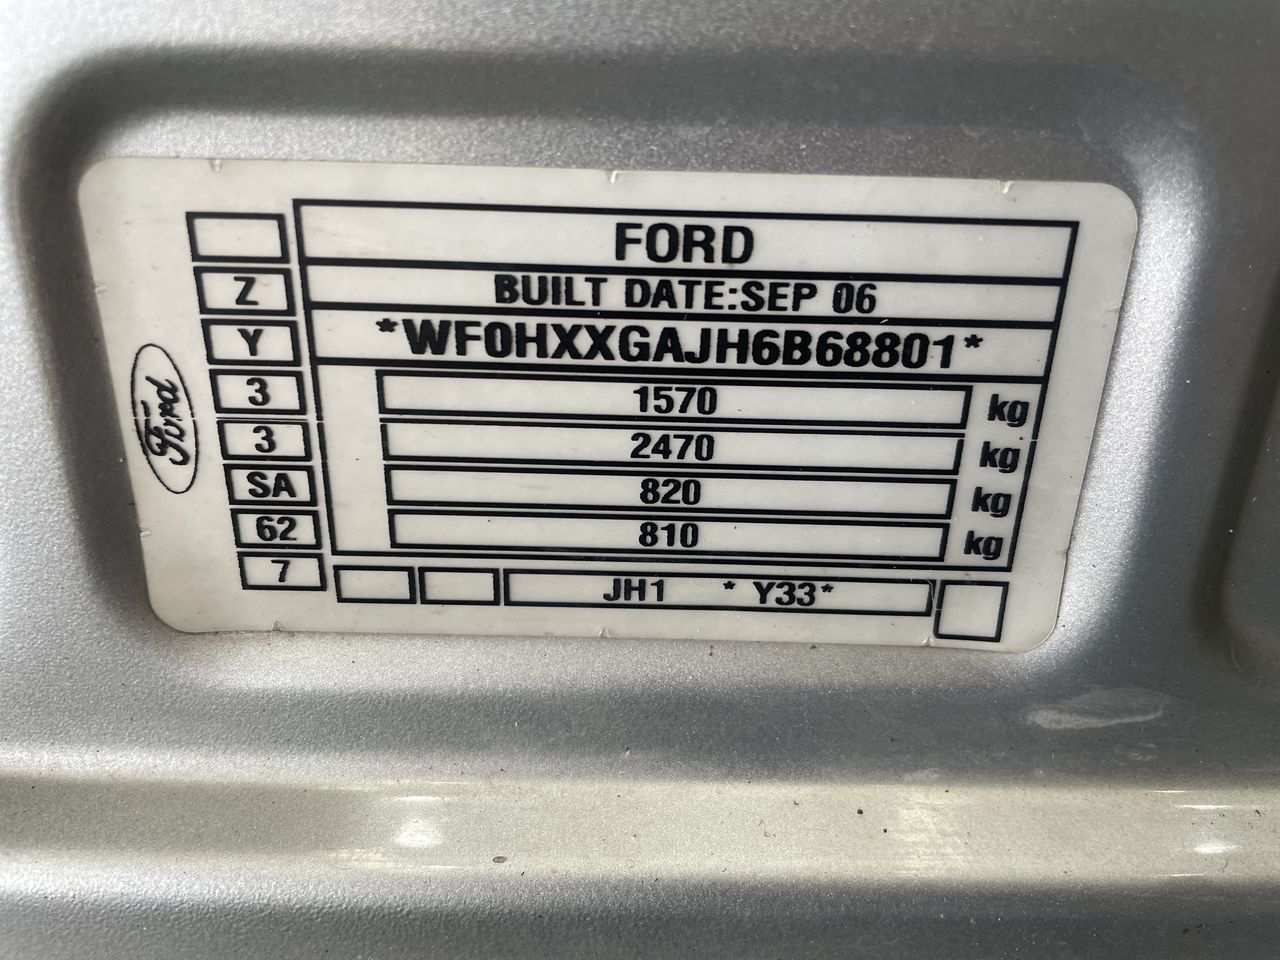 FORD
Z
BUILT DATE:SEP 06
Y
*WF0HXXGAJH6B68801*
3
1570 kg
3
2470 kg
SA
820 kg
62
810 kg
7
JH1 * Y33*
Ford